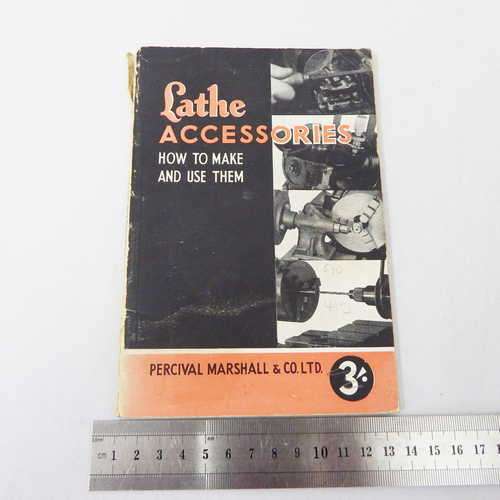 Lathe
ACCESSORIES
HOW TO MAKE
AND USE THEM
PERCIVAL MARSHALL & CO. LTD.
3/-
cm 1 2 3 4 5 6 7 8 9 10 11 12 13 14 15 16 17